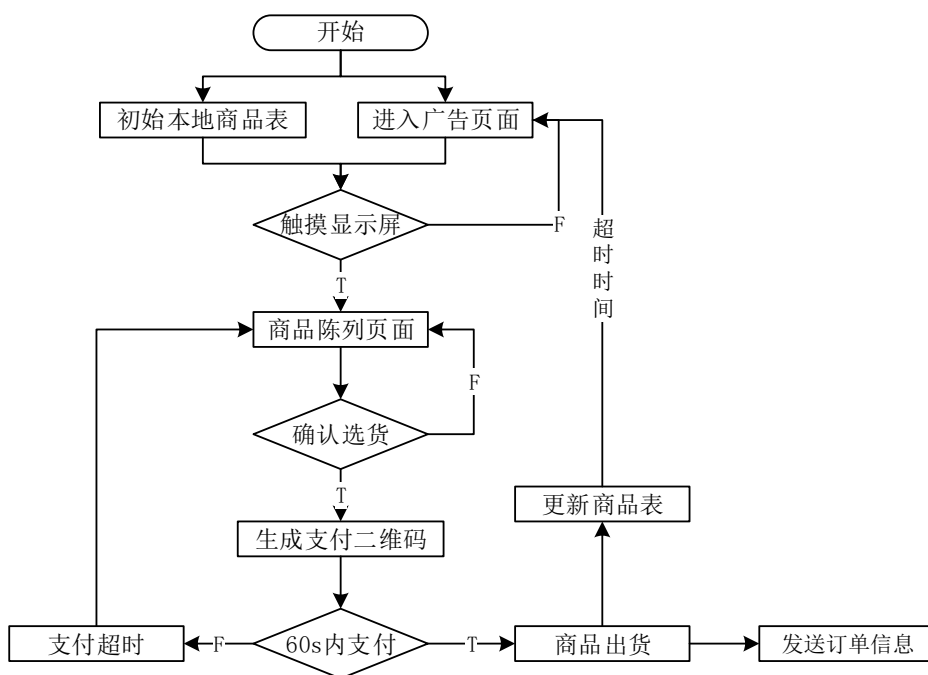 开始
初始本地商品表
进入广告页面
触摸显示屏
F
超时时间
T
商品陈列页面
F
确认选货
T
更新商品表
生成支付二维码
支付超时
F
60s内支付
T
商品出货
发送订单信息